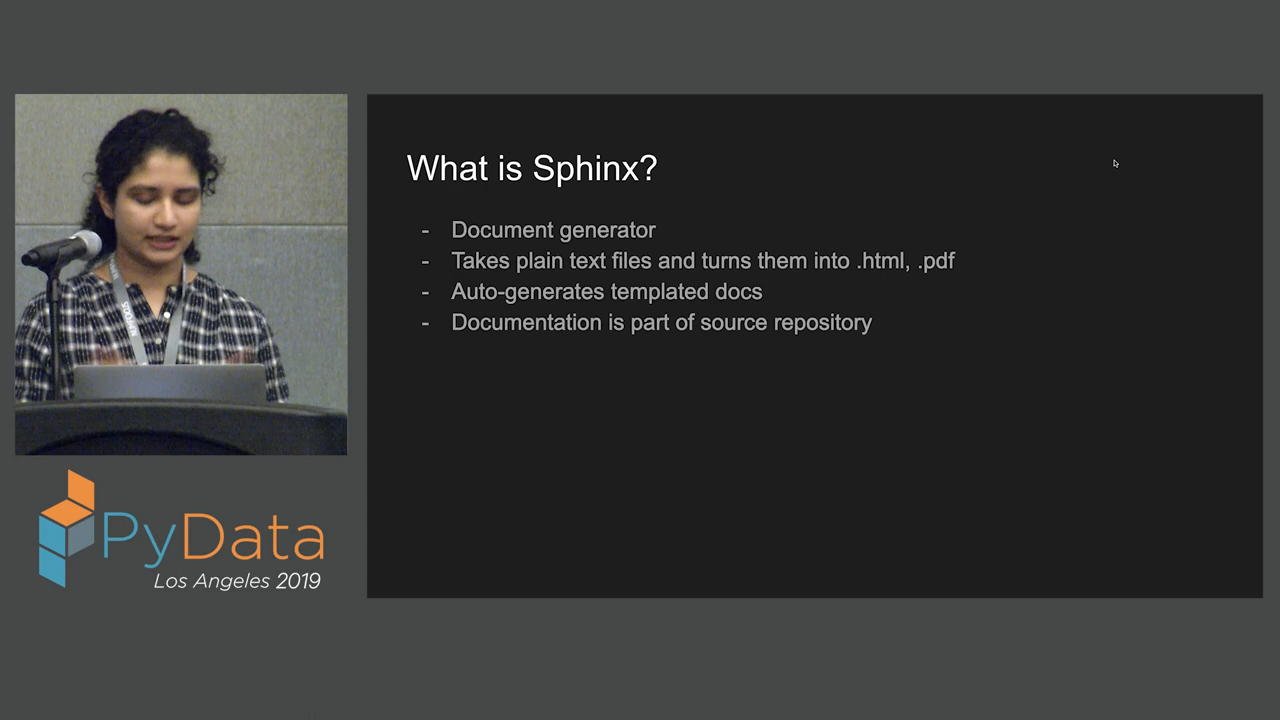 What is Sphinx?
- Document generator
- Takes plain text files and turns them into .html, .pdf
- Auto-generates templated docs
- Documentation is part of source repository
PyData
Los Angeles 2019